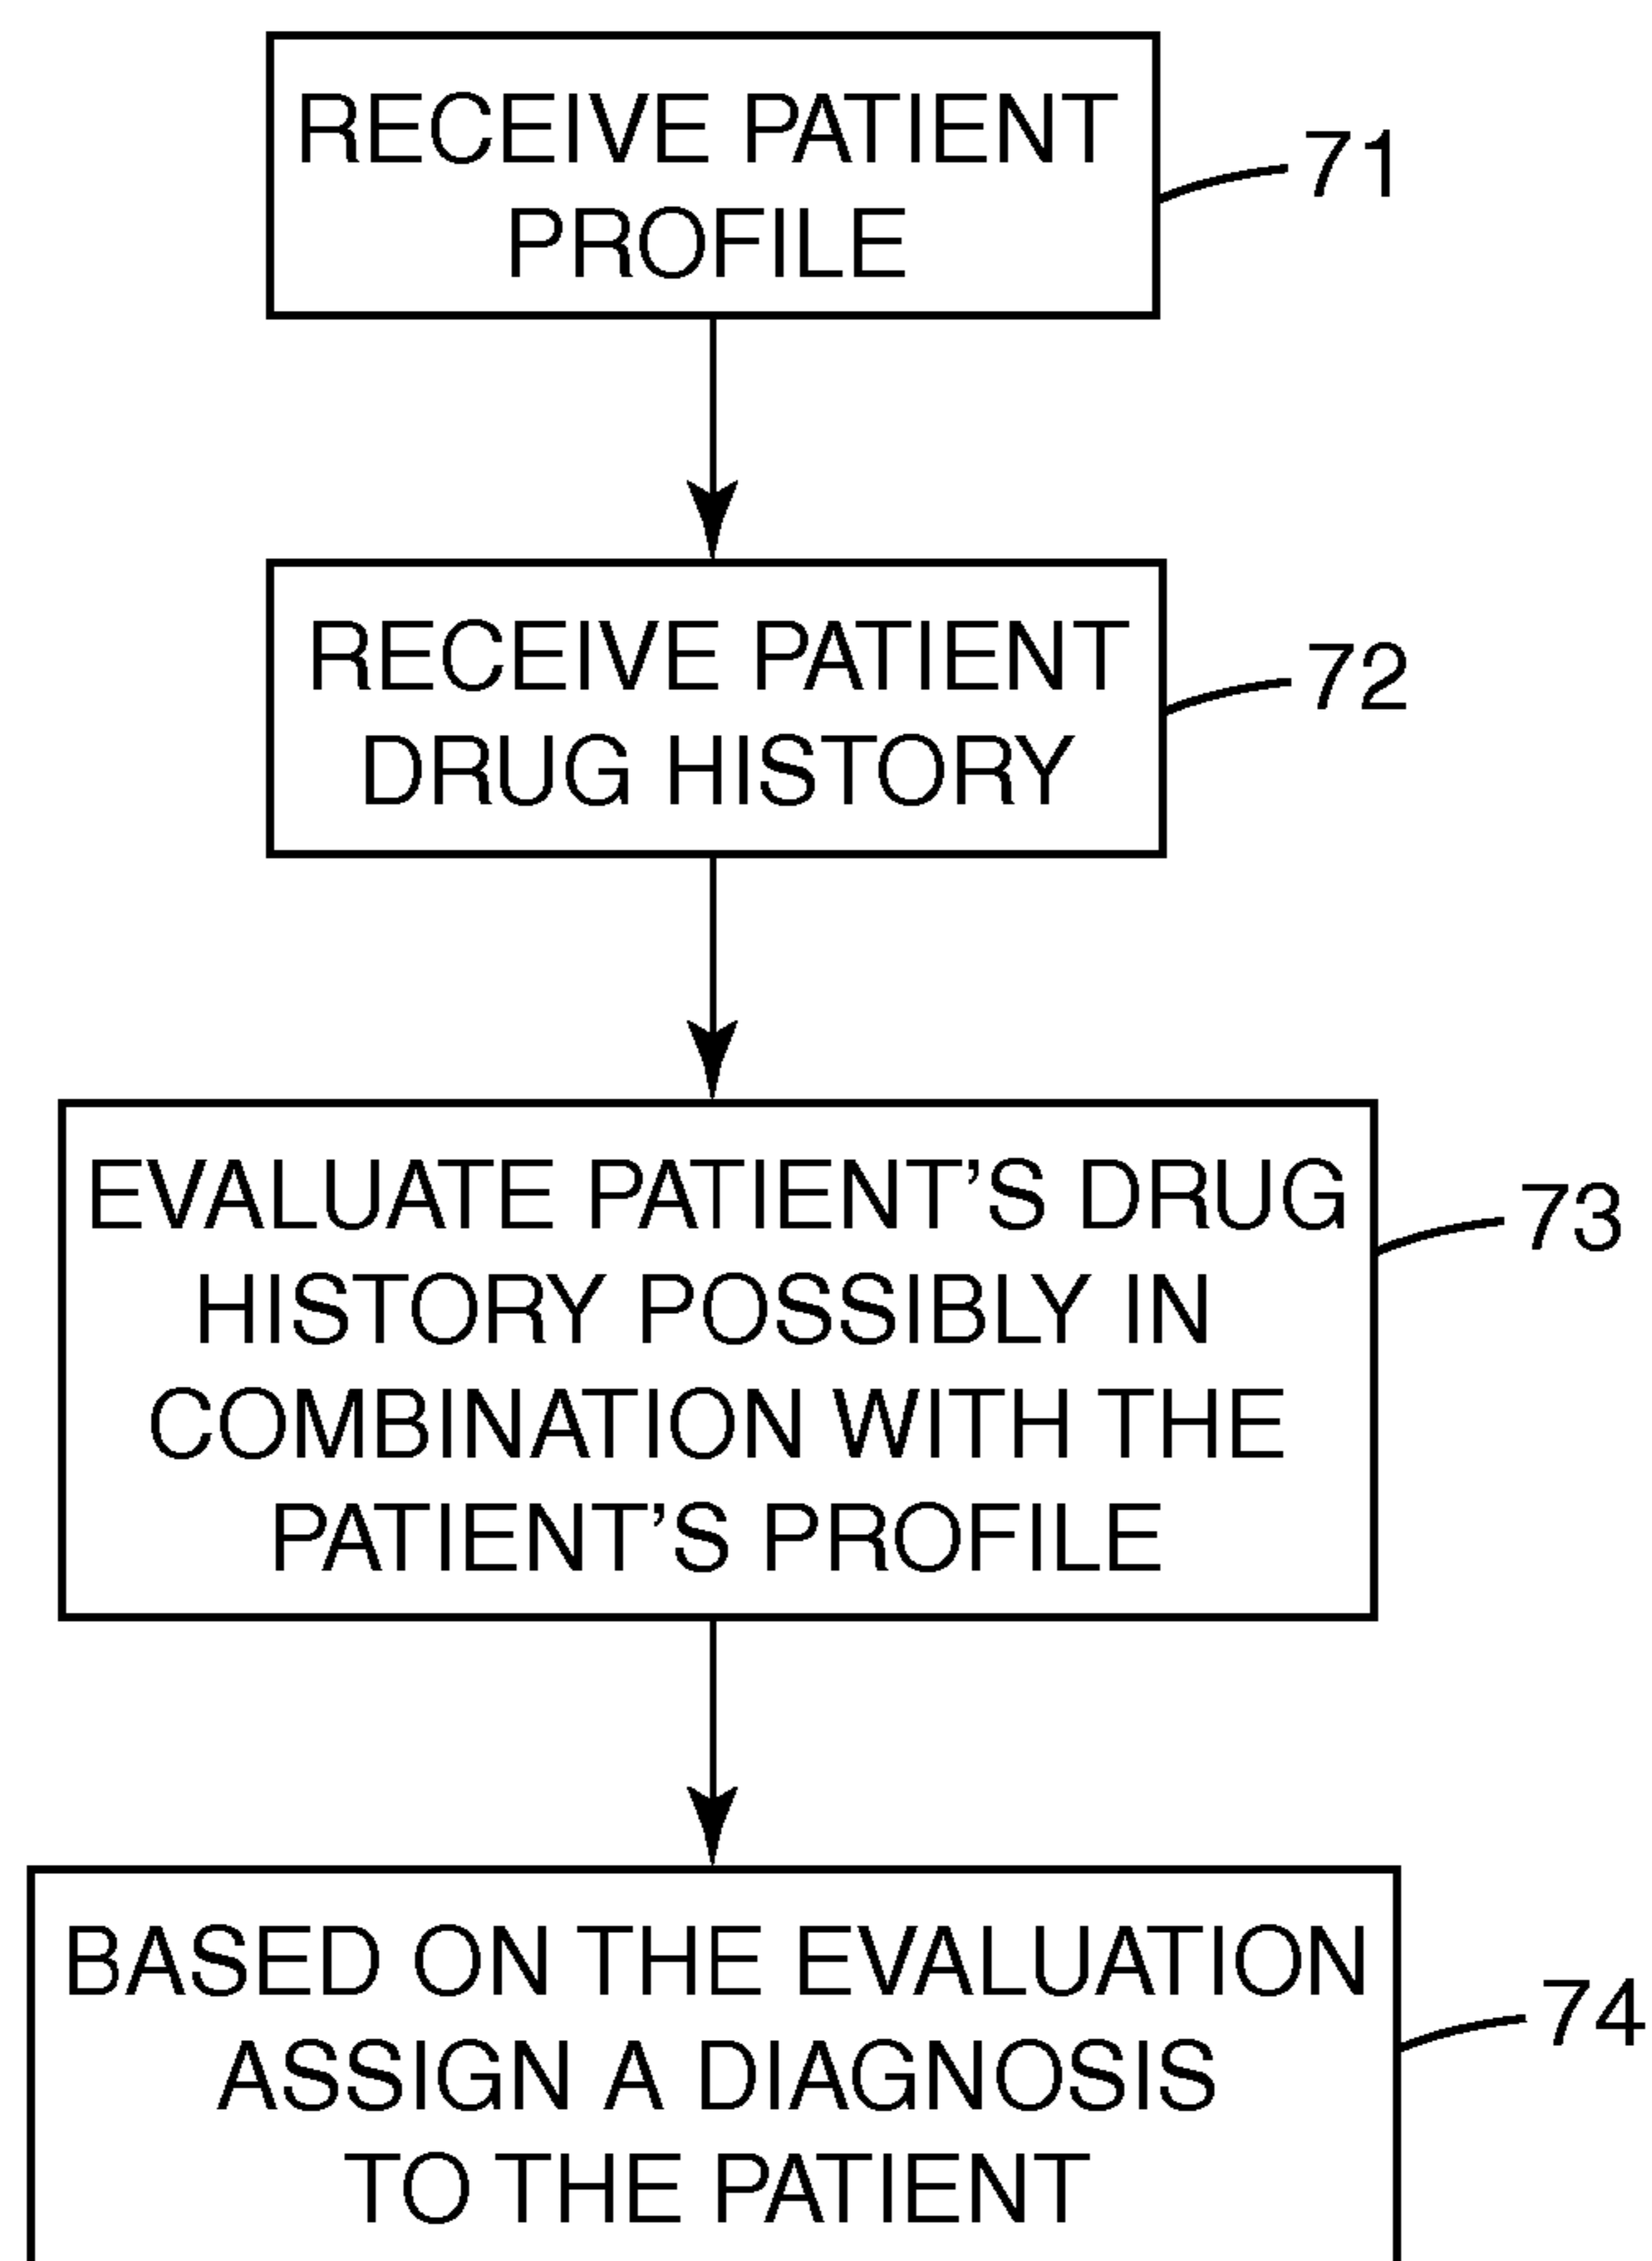 RECEIVE PATIENT
PROFILE
71
RECEIVE PATIENT
DRUG HISTORY
72
EVALUATE PATIENT’S DRUG
HISTORY POSSIBLY IN
COMBINATION WITH THE
PATIENT’S PROFILE
73
BASED ON THE EVALUATION
ASSIGN A DIAGNOSIS
TO THE PATIENT
74